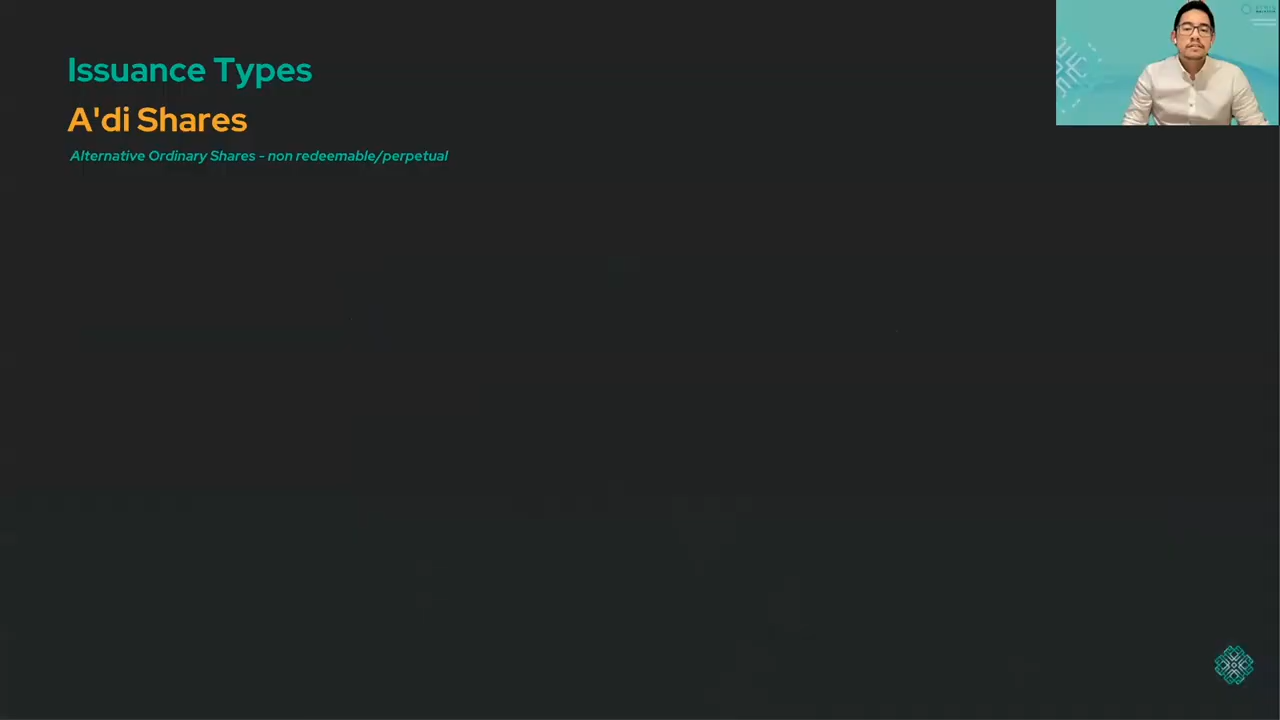 Issuance Types
A'di Shares
Alternative Ordinary Shares - non redeemable/perpetual